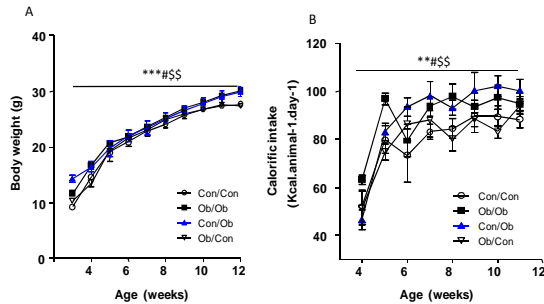 A
Body weight (g)
40
30
20
10
0
***#$$
Con/Con
Ob/Ob
Con/Ob
Ob/Con
4
6
8
10
12
Age (weeks)
B
Calorific intake
(Kcal.animal-1.day-1)
120
100
80
60
40
**#$$
Con/Con
Ob/Ob
Con/Ob
Ob/Con
4
6
8
10
12
Age (weeks)